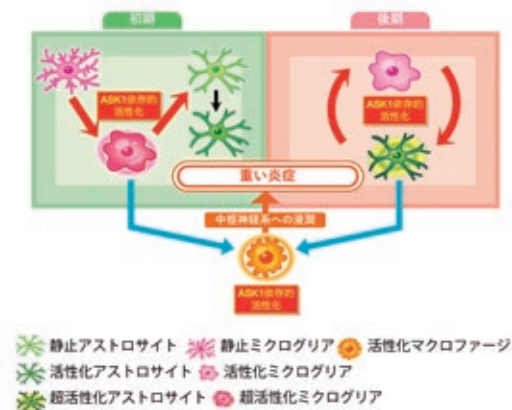 初期
後期
ASK1依存的
活性化
ASK1依存的
活性化
重い炎症
中枢神経系への浸潤
ASK1依存的
活性化
静止アストロサイト 静止ミクログリア 活性化マクロファージ
活性化アストロサイト 活性化ミクログリア
超活性化アストロサイト 超活性化ミクログリア